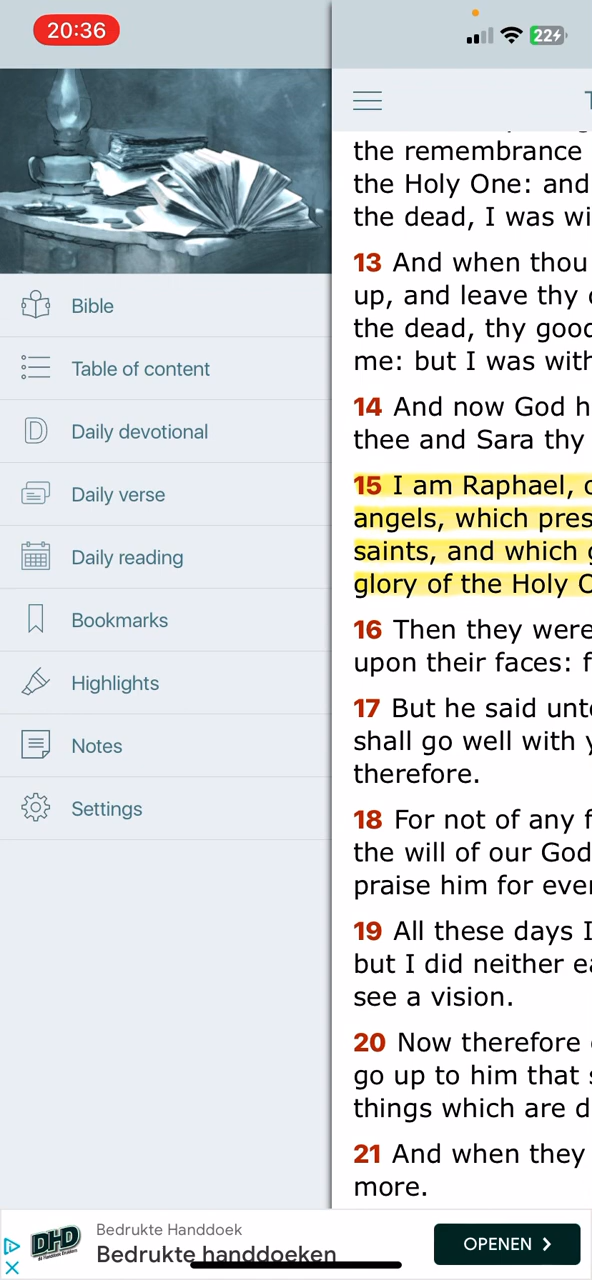 20:36
22
Bible
Table of content
Daily devotional
Daily verse
Daily reading
Bookmarks
Highlights
Notes
Settings
the remembrance
the Holy One: and
the dead, I was wi
13 And when thou
up, and leave thy
the dead, thy good
me: but I was with
14 And now God h
thee and Sara thy
15 I am Raphael,
angels, which pres
saints, and which
glory of the Holy O
16 Then they were
upon their faces: f
17 But he said unto
shall go well with y
therefore.
18 For not of any f
the will of our God
praise him for ever
19 All these days I
but I did neither ea
see a vision.
20 Now therefore
go up to him that s
things which are d
21 And when they
more.
DHD
Bedrukte Handdoek
Bedrukte handdoeken
OPENEN